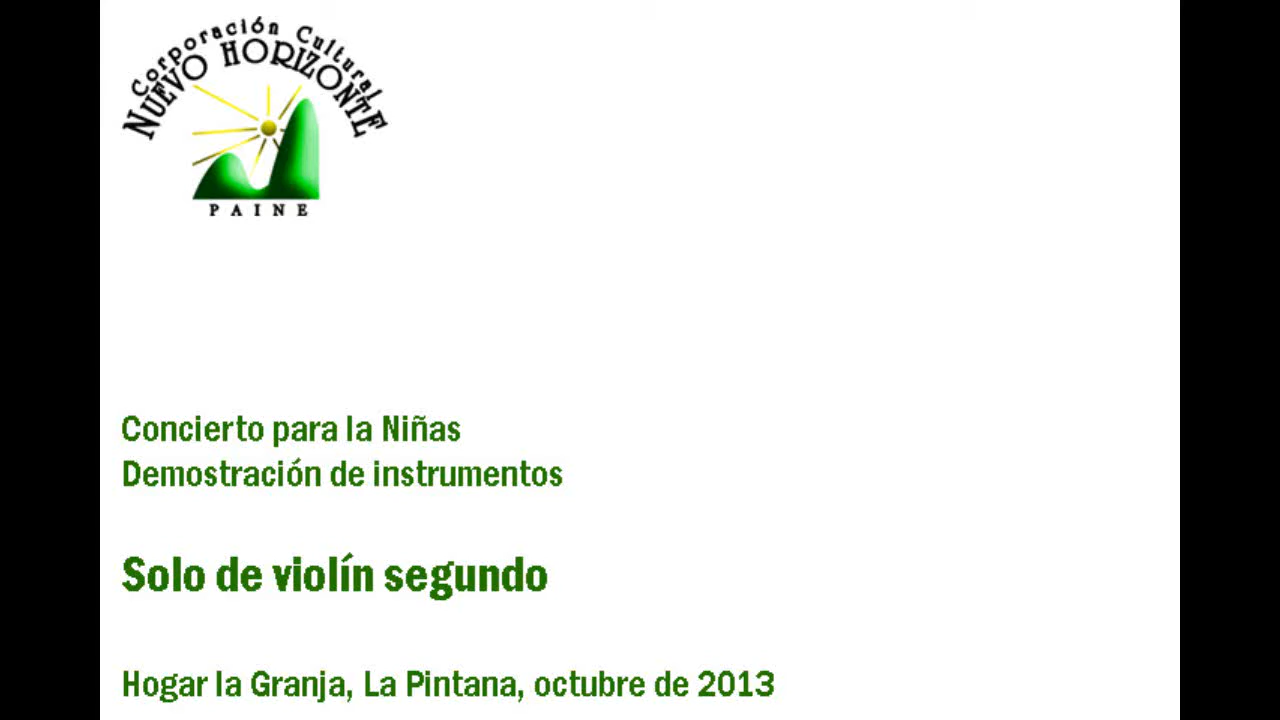 Corporación Cultural
NUEVO HORIZONTE
PAINE
Concierto para la Niñas
Demostración de instrumentos
Solo de violín segundo
Hogar la Granja, La Pintana, octubre de 2013